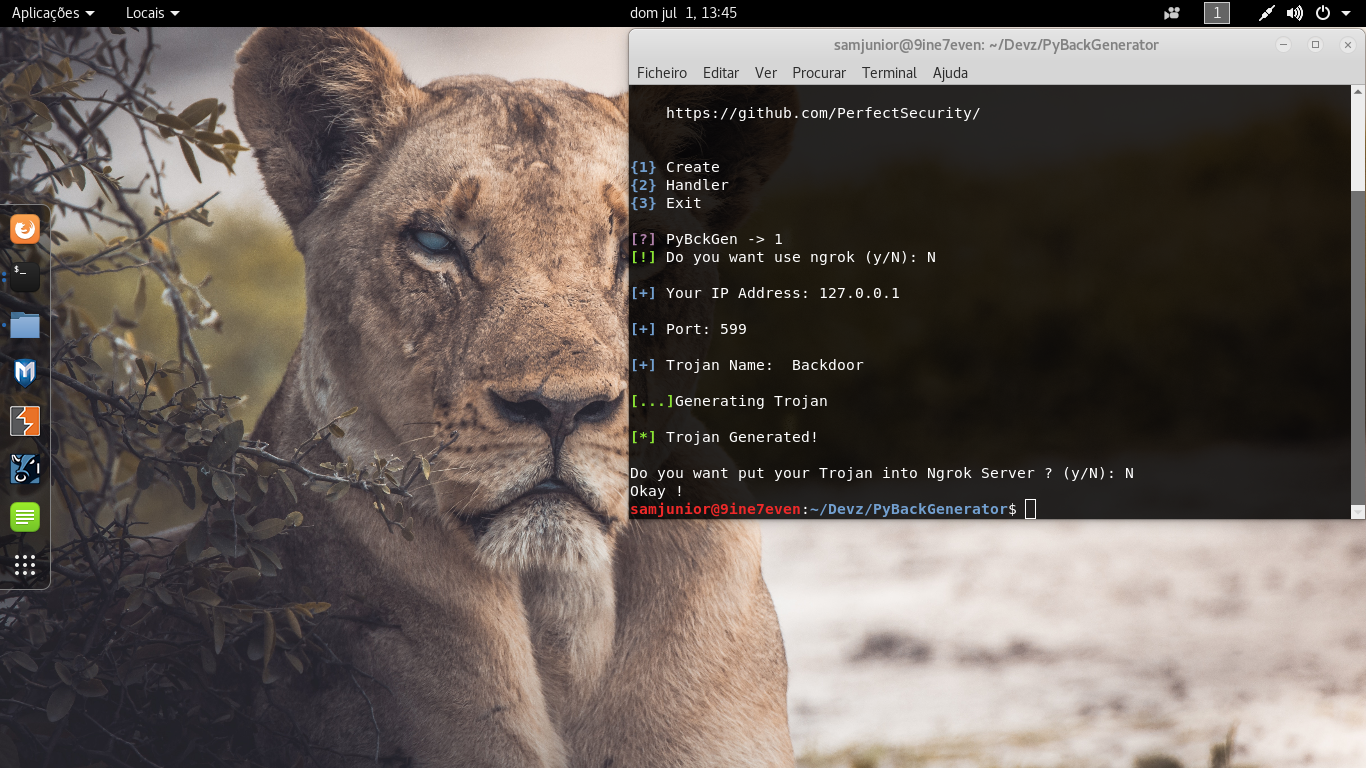 Aplicações
Locais
dom jul  1, 13:45
1
samjunior@9ine7even: ~/Devz/PyBackGenerator
Ficheiro Editar Ver Procurar Terminal Ajuda
https://github.com/PerfectSecurity/
{1} Create
{2} Handler
{3} Exit
[?] PyBckGen -> 1
[!] Do you want use ngrok (y/N): N
[+] Your IP Address: 127.0.0.1
[+] Port: 599
[+] Trojan Name:  Backdoor
[...]Generating Trojan
[*] Trojan Generated!
Do you want put your Trojan into Ngrok Server ? (y/N): N
Okay !
samjunior@9ine7even:~/Devz/PyBackGenerator$